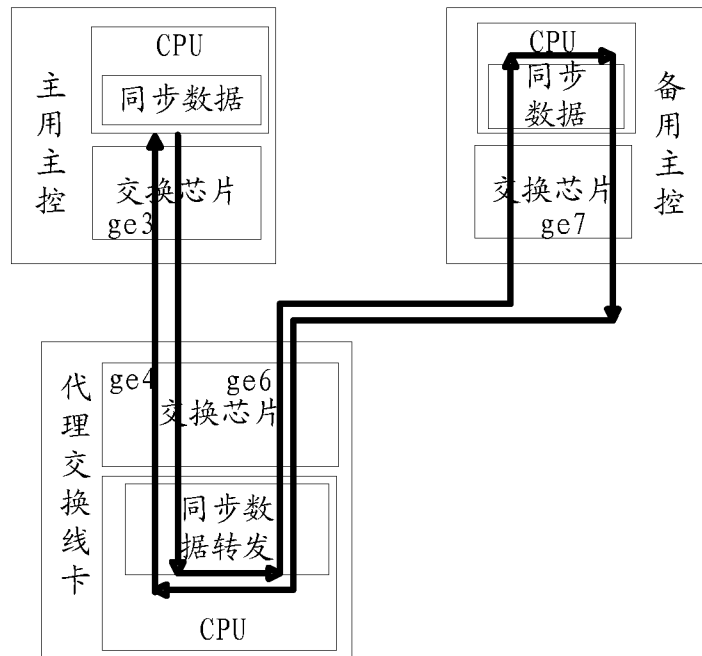 主用主控
CPU
同步数据
交换芯片
ge3
备用主控
CPU
同步
数据
交换芯片
ge7
代理交换线卡
ge4
ge6
交换芯片
同步数
据转发
CPU